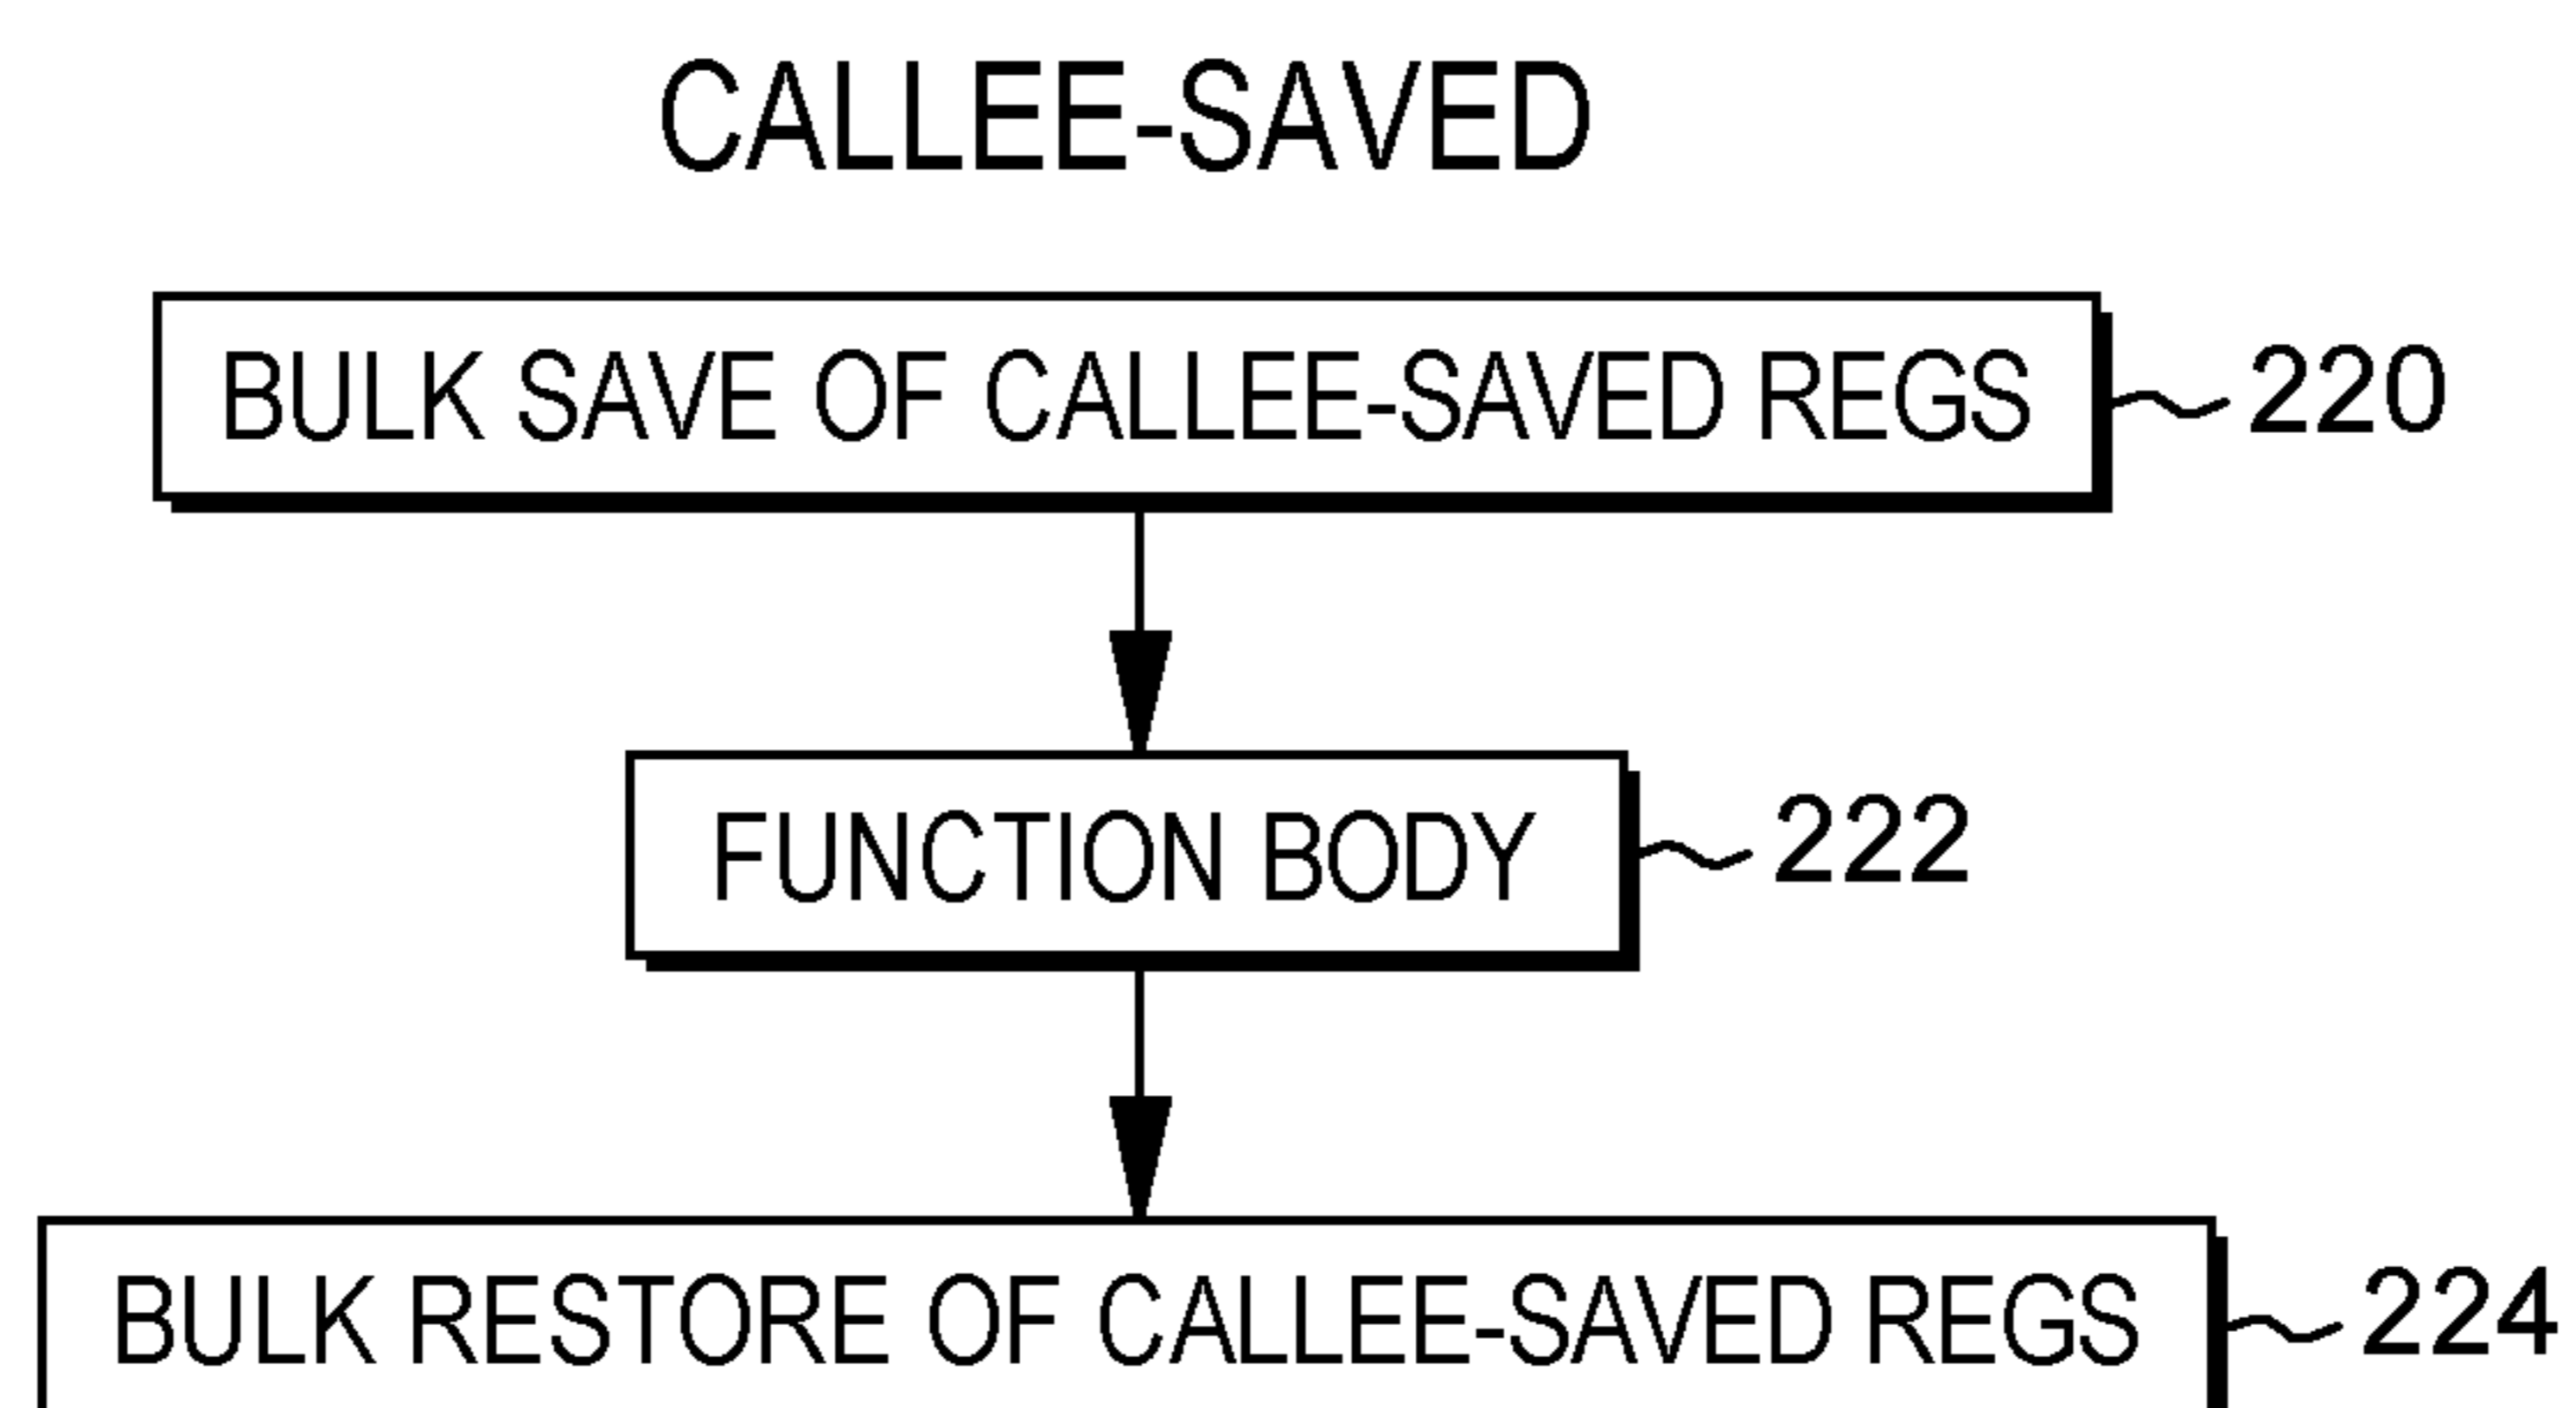 CALLEE-SAVED
BULK SAVE OF CALLEE-SAVED REGS 220
FUNCTION BODY 222
BULK RESTORE OF CALLEE-SAVED REGS 224